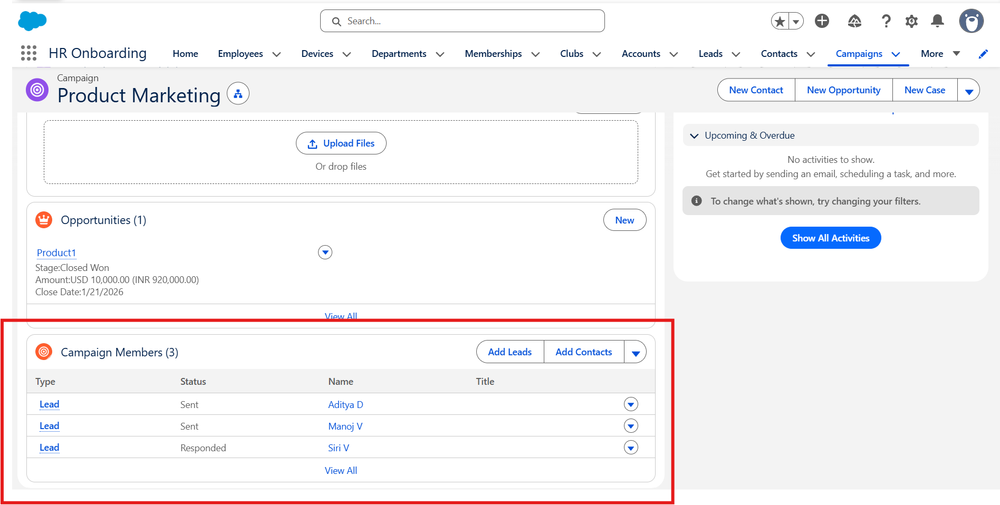 Search...
HR Onboarding Home Employees Devices Departments Memberships Clubs Accounts Leads Contacts Campaigns More
Campaign
Product Marketing
New Contact New Opportunity New Case
Upload Files
Or drop files
Upcoming & Overdue
No activities to show.
Get started by sending an email, scheduling a task, and more.
To change what's shown, try changing your filters.
Show All Activities
Opportunities (1)
New
Product1
Stage:Closed Won
Amount:USD 10,000.00 (INR 920,000.00)
Close Date:1/21/2026
View All
Campaign Members (3)
Add Leads Add Contacts
Type Status Name Title
Lead Sent Aditya D
Lead Sent Manoj V
Lead Responded Siri V
View All